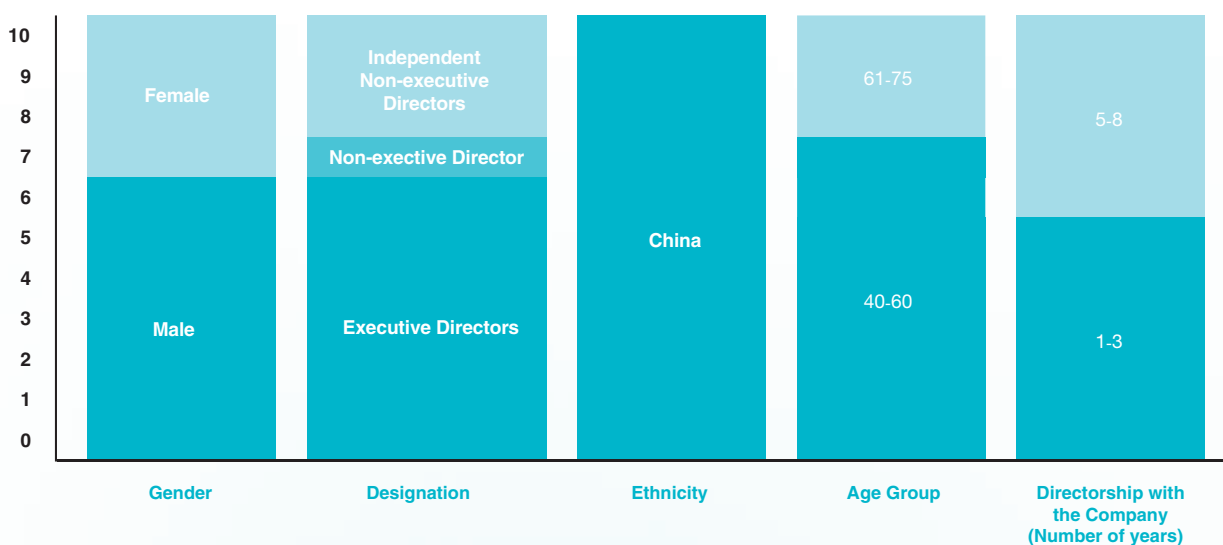 10
9
8
7
6
5
4
3
2
1
0
Female
Male
Independent
Non-executive
Directors
Non-exective Director
Executive Directors
China
61-75
40-60
5-8
1-3
Gender
Designation
Ethnicity
Age Group
Directorship with
the Company
(Number of years)